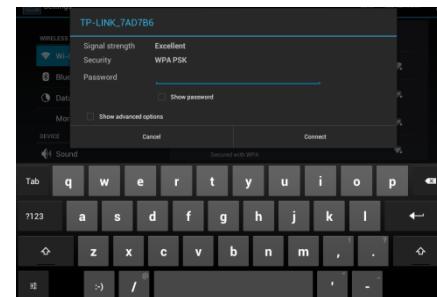 TP-LINK_7AD7B6
WIRELESS
Signal strength Excellent
Wi-
Security WPA PSK
Blue
Password
Data
Show password
Mor
Show advanced options
DEVICE
Cancel Connect
Sound
Secured with WPA
Tab q w e r t y u i o p
?123 a s d f g h j k l
z x c v b n m , ! . ?
:-) / @ ' " - _